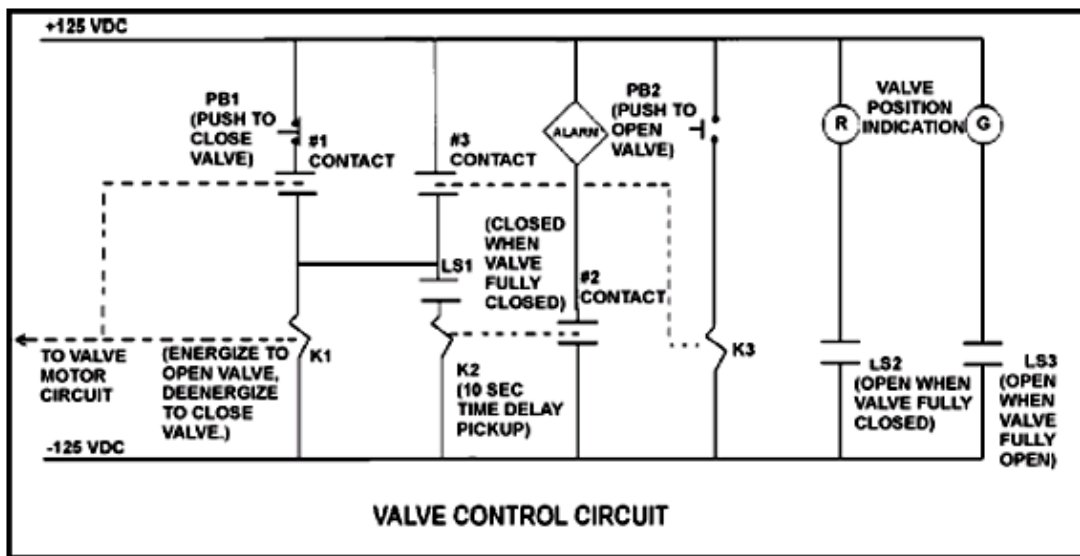 +125 VDC
PB1
(PUSH TO
CLOSE
VALVE)
#1
CONTACT
#3
CONTACT
ALARM
PB2
(PUSH TO
OPEN
VALVE)
R
VALVE
POSITION
INDICATION
G
(CLOSED
WHEN
VALVE
FULLY
CLOSED)
LS1
#2
CONTACT
TO VALVE
MOTOR
CIRCUIT
(ENERGIZE TO
OPEN VALVE,
DEENERGIZE
TO CLOSE
VALVE.)
K1
K2
(10 SEC
TIME DELAY
PICKUP)
K3
LS2
(OPEN WHEN
VALVE FULLY
CLOSED)
LS3
(OPEN
WHEN
VALVE
FULLY
OPEN)
-125 VDC
VALVE CONTROL CIRCUIT